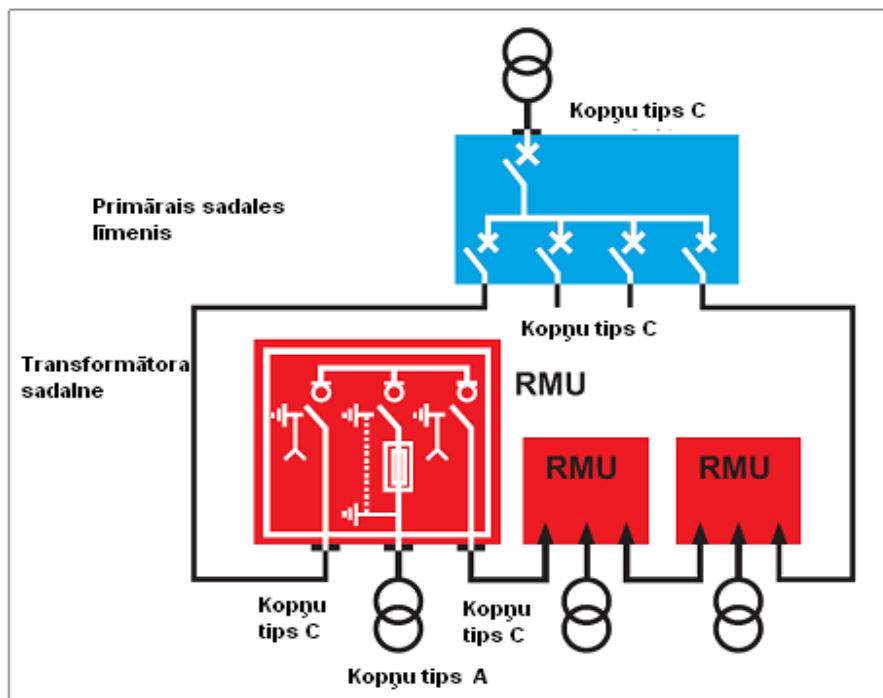 Kopņu tips C
Primārais sadales
līmenis
Kopņu tips C
Transformātora
sadalne
RMU
RMU
RMU
Kopņu
tips C
Kopņu
tips C
Kopņu tips A